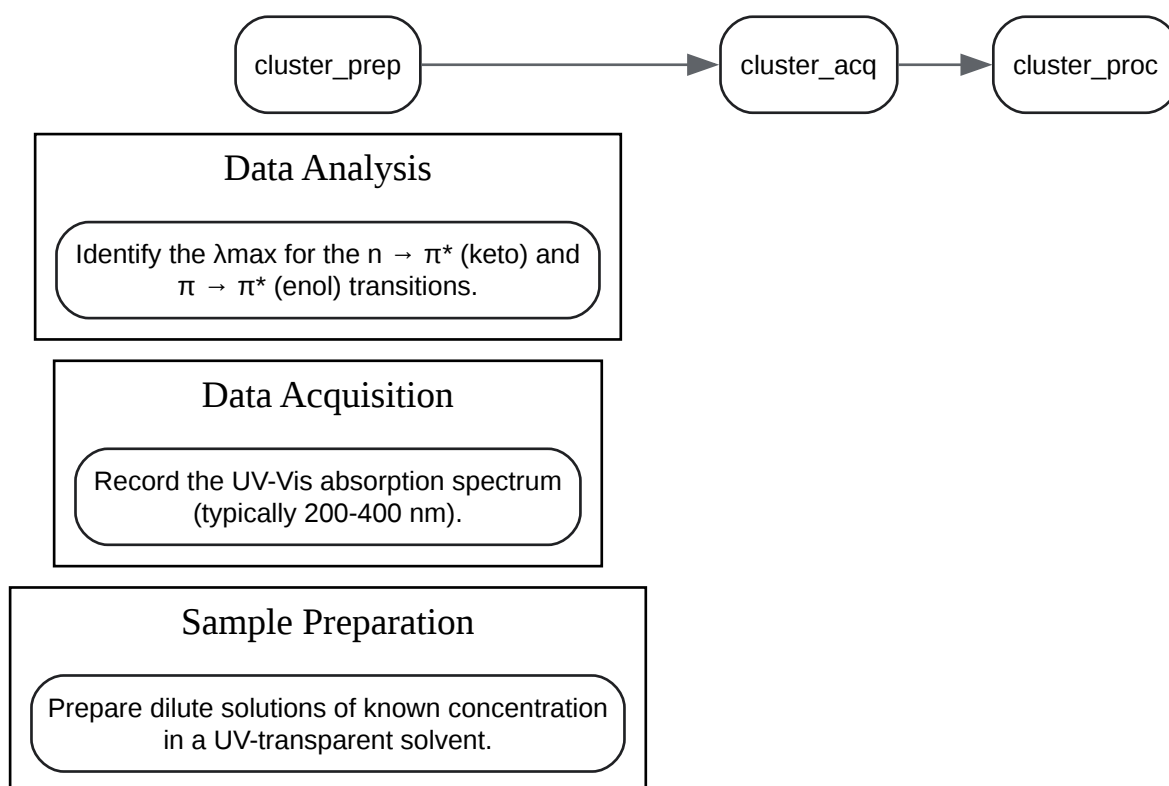 cluster_prep
cluster_acq
cluster_proc
Data Analysis
Identify the λmax for the n → π* (keto) and
π → π* (enol) transitions.
Data Acquisition
Record the UV-Vis absorption spectrum
(typically 200-400 nm).
Sample Preparation
Prepare dilute solutions of known concentration
in a UV-transparent solvent.